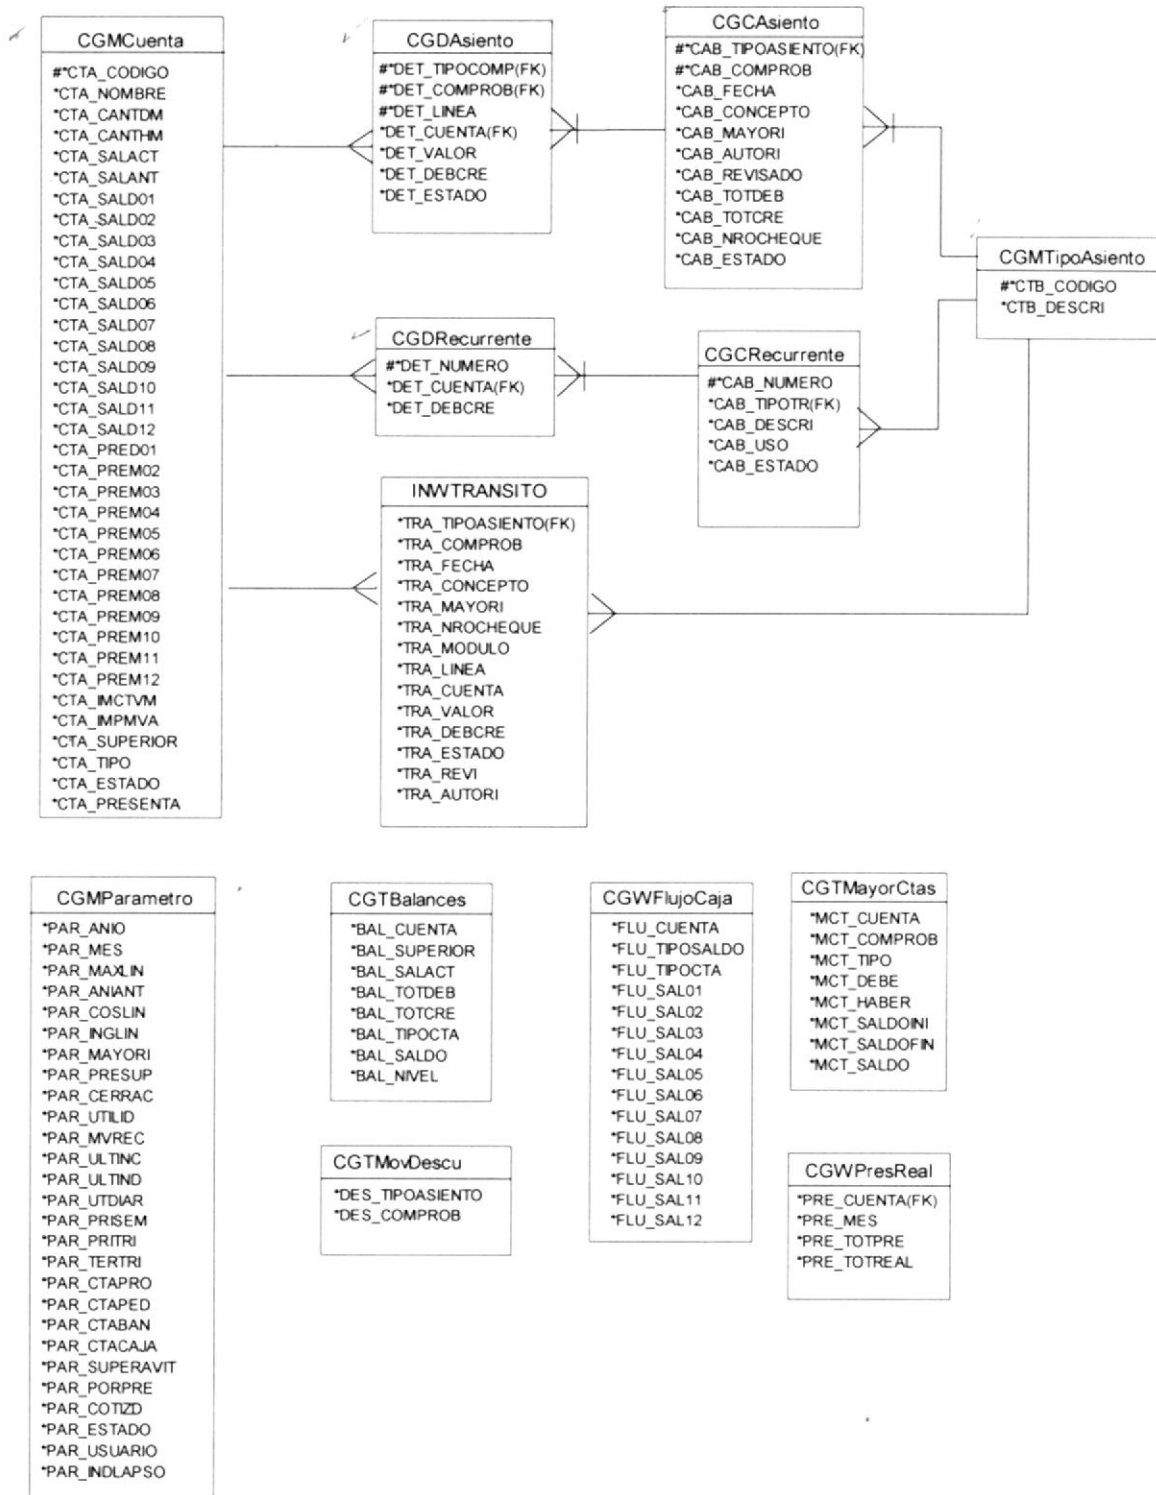 CGMCuenta
#*CTA_CODIGO
*CTA_NOMBRE
*CTA_CANTDM
*CTA_CANTHM
*CTA_SALACT
*CTA_SALANT
*CTA_SALD01
*CTA_SALD02
*CTA_SALD03
*CTA_SALD04
*CTA_SALD05
*CTA_SALD06
*CTA_SALD07
*CTA_SALD08
*CTA_SALD09
*CTA_SALD10
*CTA_SALD11
*CTA_SALD12
*CTA_PRED01
*CTA_PREM02
*CTA_PREM03
*CTA_PREM04
*CTA_PREM05
*CTA_PREM06
*CTA_PREM07
*CTA_PREM08
*CTA_PREM09
*CTA_PREM10
*CTA_PREM11
*CTA_PREM12
*CTA_IMCTVM
*CTA_IMPMVA
*CTA_SUPERIOR
*CTA_TIPO
*CTA_ESTADO
*CTA_PRESENTA
CGDAsiento
#*DET_TIPOCOMP(FK)
#*DET_COMPROB(FK)
#*DET_LINEA
*DET_CUENTA(FK)
*DET_VALOR
*DET_DEBCRE
*DET_ESTADO
CGCAsiento
#*CAB_TIPOASIENTO(FK)
#*CAB_COMPROB
*CAB_FECHA
*CAB_CONCEPTO
*CAB_MAYORI
*CAB_AUTORI
*CAB_REVISADO
*CAB_TOTDEB
*CAB_TOTCRE
*CAB_NROCHEQUE
*CAB_ESTADO
CGMTipoAsiento
#*CTB_CODIGO
*CTB_DESCRI
CGDRecurrente
#*DET_NUMERO
*DET_CUENTA(FK)
*DET_DEBCRE
CGCRecurrente
#*CAB_NUMERO
*CAB_TIPOTR(FK)
*CAB_DESCRI
*CAB_USO
*CAB_ESTADO
INWTRANSITO
*TRA_TIPOASIENTO(FK)
*TRA_COMPROB
*TRA_FECHA
*TRA_CONCEPTO
*TRA_MAYORI
*TRA_NROCHEQUE
*TRA_MODULO
*TRA_LINEA
*TRA_CUENTA
*TRA_VALOR
*TRA_DEBCRE
*TRA_ESTADO
*TRA_REVI
*TRA_AUTORI
CGMParametro
*PAR_ANIO
*PAR_MES
*PAR_MAXLIN
*PAR_ANIANT
*PAR_COSLIN
*PAR_INGLIN
*PAR_MAYORI
*PAR_PRESUP
*PAR_CERRAC
*PAR_UTILID
*PAR_MVREC
*PAR_ULTINC
*PAR_ULTIND
*PAR_UTDIAR
*PAR_PRISEM
*PAR_PRITRI
*PAR_TERTRI
*PAR_CTAPRO
*PAR_CTAPED
*PAR_CTABAN
*PAR_CTACAJA
*PAR_SUPERAVIT
*PAR_PORPRE
*PAR_COTIZD
*PAR_ESTADO
*PAR_USUARIO
*PAR_INDLAPSO
CGTBalances
*BAL_CUENTA
*BAL_SUPERIOR
*BAL_SALACT
*BAL_TOTDEB
*BAL_TOTCRE
*BAL_TIPOCTA
*BAL_SALDO
*BAL_NIVEL
CGTMovDescu
*DES_TIPOASIENTO
*DES_COMPROB
CGWFlujoCaja
*FLU_CUENTA
*FLU_TIPOSALDO
*FLU_TIPOCTA
*FLU_SAL01
*FLU_SAL02
*FLU_SAL03
*FLU_SAL04
*FLU_SAL05
*FLU_SAL06
*FLU_SAL07
*FLU_SAL08
*FLU_SAL09
*FLU_SAL10
*FLU_SAL11
*FLU_SAL12
CGTMayorCtas
*MCT_CUENTA
*MCT_COMPROB
*MCT_TIPO
*MCT_DEBE
*MCT_HABER
*MCT_SALDOINI
*MCT_SALDOFIN
*MCT_SALDO
CGWPresReal
*PRE_CUENTA(FK)
*PRE_MES
*PRE_TOTPRE
*PRE_TOTREAL